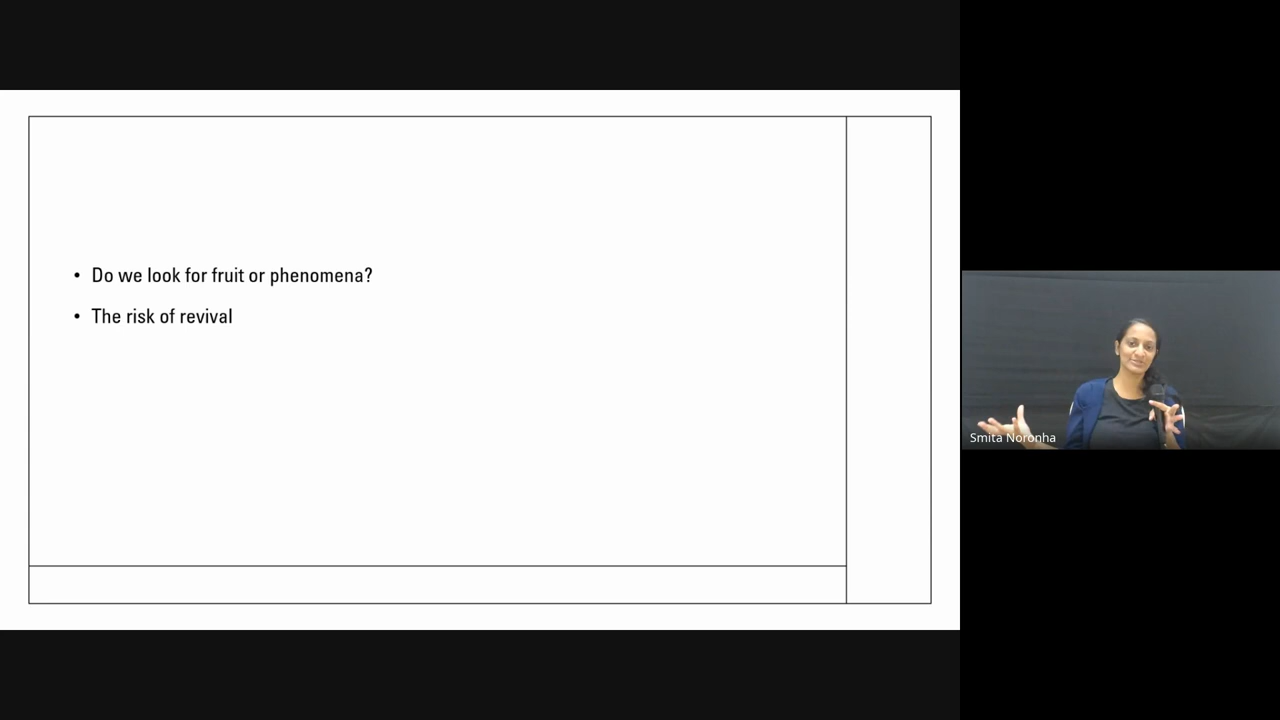 • Do we look for fruit or phenomena?
• The risk of revival
Smita Noronha